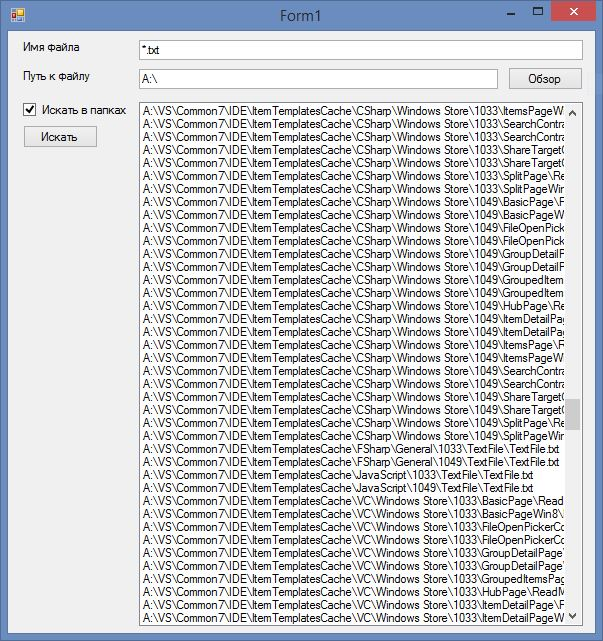 Form1
Имя файла
*.txt
Путь к файлу
A:\
Обзор
Искать в папках
Искать
A:\VS\Common7\IDE\ItemTemplatesCache\CSharp\Windows Store\1033\ItemsPageWi
A:\VS\Common7\IDE\ItemTemplatesCache\CSharp\Windows Store\1033\SearchContra
A:\VS\Common7\IDE\ItemTemplatesCache\CSharp\Windows Store\1033\SearchContra
A:\VS\Common7\IDE\ItemTemplatesCache\CSharp\Windows Store\1033\ShareTargetC
A:\VS\Common7\IDE\ItemTemplatesCache\CSharp\Windows Store\1033\ShareTargetC
A:\VS\Common7\IDE\ItemTemplatesCache\CSharp\Windows Store\1033\SplitPage\Re
A:\VS\Common7\IDE\ItemTemplatesCache\CSharp\Windows Store\1033\SplitPageWin
A:\VS\Common7\IDE\ItemTemplatesCache\CSharp\Windows Store\1049\BasicPage\F
A:\VS\Common7\IDE\ItemTemplatesCache\CSharp\Windows Store\1049\BasicPageW
A:\VS\Common7\IDE\ItemTemplatesCache\CSharp\Windows Store\1049\FileOpenPick
A:\VS\Common7\IDE\ItemTemplatesCache\CSharp\Windows Store\1049\FileOpenPick
A:\VS\Common7\IDE\ItemTemplatesCache\CSharp\Windows Store\1049\GroupDetailP
A:\VS\Common7\IDE\ItemTemplatesCache\CSharp\Windows Store\1049\GroupDetailP
A:\VS\Common7\IDE\ItemTemplatesCache\CSharp\Windows Store\1049\GroupedItem
A:\VS\Common7\IDE\ItemTemplatesCache\CSharp\Windows Store\1049\GroupedItem
A:\VS\Common7\IDE\ItemTemplatesCache\CSharp\Windows Store\1049\HubPage\Re
A:\VS\Common7\IDE\ItemTemplatesCache\CSharp\Windows Store\1049\ItemDetailPa
A:\VS\Common7\IDE\ItemTemplatesCache\CSharp\Windows Store\1049\ItemDetailPa
A:\VS\Common7\IDE\ItemTemplatesCache\CSharp\Windows Store\1049\ItemsPage\R
A:\VS\Common7\IDE\ItemTemplatesCache\CSharp\Windows Store\1049\ItemsPageW
A:\VS\Common7\IDE\ItemTemplatesCache\CSharp\Windows Store\1049\SearchContra
A:\VS\Common7\IDE\ItemTemplatesCache\CSharp\Windows Store\1049\SearchContra
A:\VS\Common7\IDE\ItemTemplatesCache\CSharp\Windows Store\1049\ShareTargetC
A:\VS\Common7\IDE\ItemTemplatesCache\CSharp\Windows Store\1049\ShareTargetC
A:\VS\Common7\IDE\ItemTemplatesCache\CSharp\Windows Store\1049\SplitPage\Re
A:\VS\Common7\IDE\ItemTemplatesCache\CSharp\Windows Store\1049\SplitPageWin
A:\VS\Common7\IDE\ItemTemplatesCache\FSharp\General\1033\TextFile\TextFile.txt
A:\VS\Common7\IDE\ItemTemplatesCache\FSharp\General\1049\TextFile\TextFile.txt
A:\VS\Common7\IDE\ItemTemplatesCache\JavaScript\1033\TextFile\TextFile.txt
A:\VS\Common7\IDE\ItemTemplatesCache\JavaScript\1049\TextFile\TextFile.txt
A:\VS\Common7\IDE\ItemTemplatesCache\VC\Windows Store\1033\BasicPage\Read
A:\VS\Common7\IDE\ItemTemplatesCache\VC\Windows Store\1033\BasicPageWin8\
A:\VS\Common7\IDE\ItemTemplatesCache\VC\Windows Store\1033\FileOpenPickerCo
A:\VS\Common7\IDE\ItemTemplatesCache\VC\Windows Store\1033\FileOpenPickerCo
A:\VS\Common7\IDE\ItemTemplatesCache\VC\Windows Store\1033\GroupDetailPage\
A:\VS\Common7\IDE\ItemTemplatesCache\VC\Windows Store\1033\GroupDetailPage
A:\VS\Common7\IDE\ItemTemplatesCache\VC\Windows Store\1033\GroupedItemsPag
A:\VS\Common7\IDE\ItemTemplatesCache\VC\Windows Store\1033\HubPage\ReadM
A:\VS\Common7\IDE\ItemTemplatesCache\VC\Windows Store\1033\ItemDetailPage\F
A:\VS\Common7\IDE\ItemTemplatesCache\VC\Windows Store\1033\ItemDetailPageW